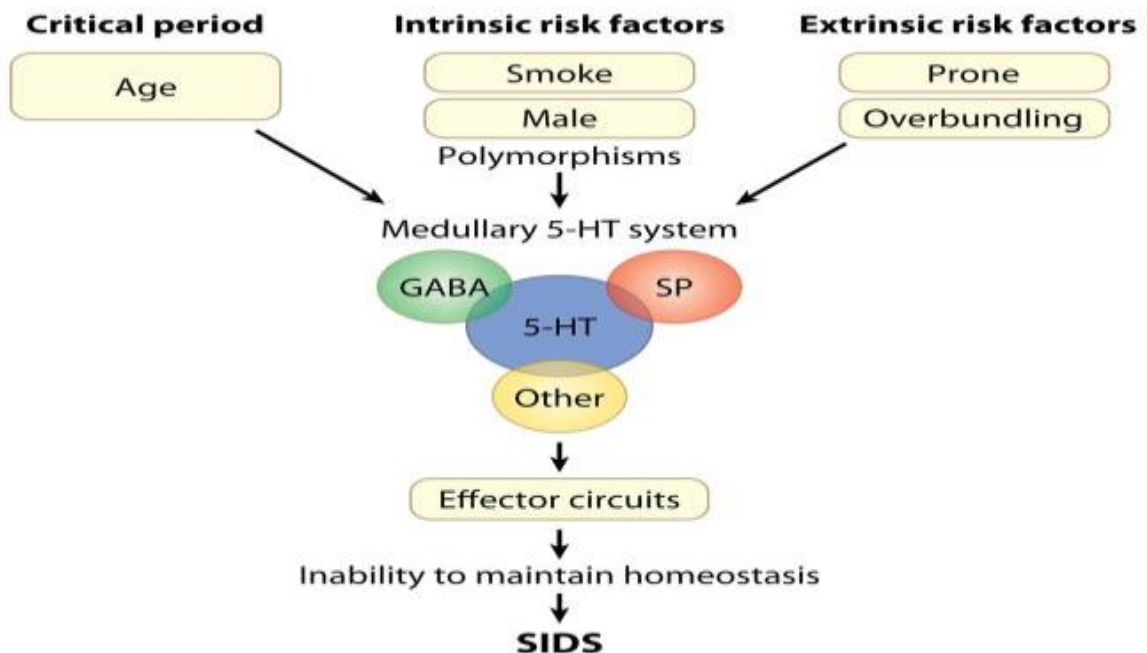 Critical period
Intrinsic risk factors
Extrinsic risk factors
Age
Smoke
Prone
Male
Overbundling
Polymorphisms
Medullary 5-HT system
GABA
SP
5-HT
Other
Effector circuits
Inability to maintain homeostasis
SIDS